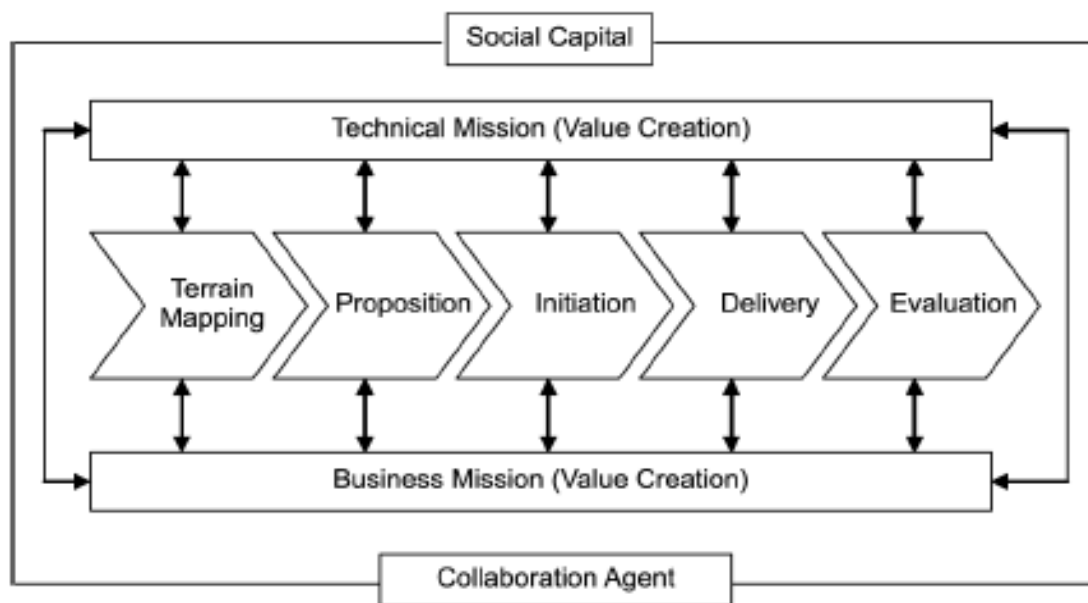 Social Capital
Technical Mission (Value Creation)
Terrain
Mapping
Proposition
Initiation
Delivery
Evaluation
Business Mission (Value Creation)
Collaboration Agent